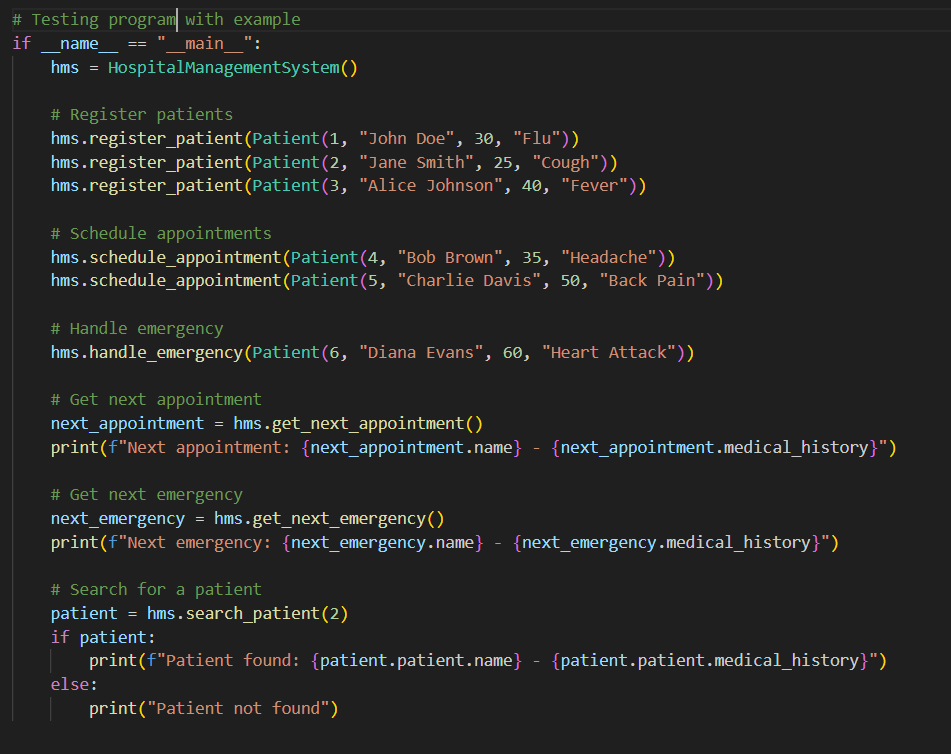 # Testing program with example
if __name__ == "__main__":
    hms = HospitalManagementSystem()

    # Register patients
    hms.register_patient(Patient(1, "John Doe", 30, "Flu"))
    hms.register_patient(Patient(2, "Jane Smith", 25, "Cough"))
    hms.register_patient(Patient(3, "Alice Johnson", 40, "Fever"))

    # Schedule appointments
    hms.schedule_appointment(Patient(4, "Bob Brown", 35, "Headache"))
    hms.schedule_appointment(Patient(5, "Charlie Davis", 50, "Back Pain"))

    # Handle emergency
    hms.handle_emergency(Patient(6, "Diana Evans", 60, "Heart Attack"))

    # Get next appointment
    next_appointment = hms.get_next_appointment()
    print(f"Next appointment: {next_appointment.name} - {next_appointment.medical_history}")

    # Get next emergency
    next_emergency = hms.get_next_emergency()
    print(f"Next emergency: {next_emergency.name} - {next_emergency.medical_history}")

    # Search for a patient
    patient = hms.search_patient(2)
    if patient:
        print(f"Patient found: {patient.patient.name} - {patient.patient.medical_history}")
    else:
        print("Patient not found")